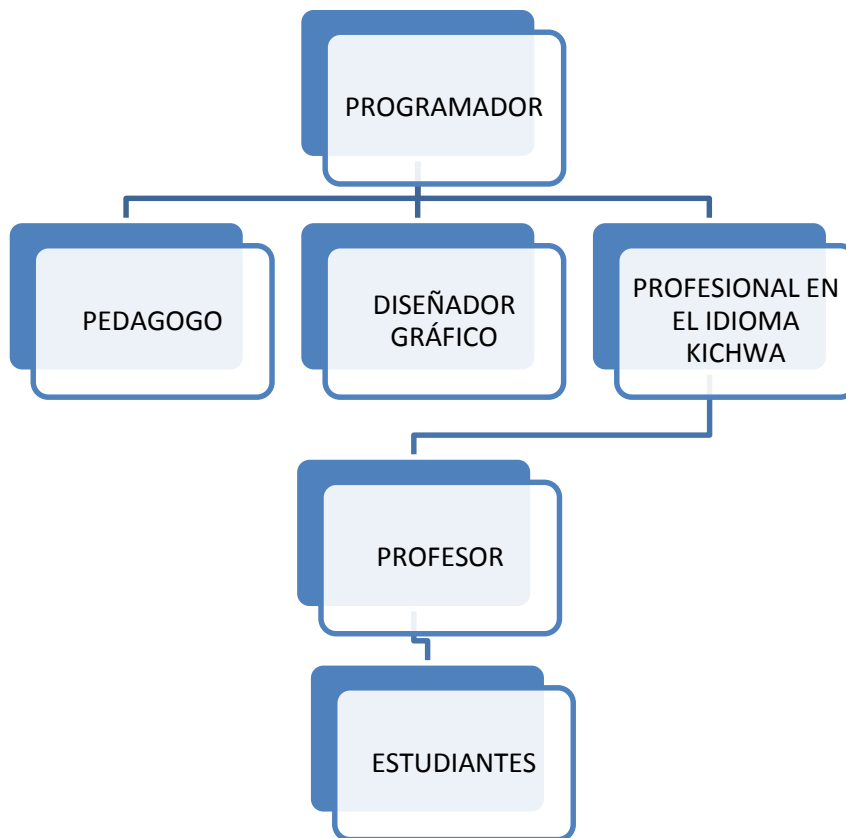 PROGRAMADOR
PEDAGOGO
DISEÑADOR
GRÁFICO
PROFESIONAL EN
EL IDIOMA
KICHWA
PROFESOR
ESTUDIANTES